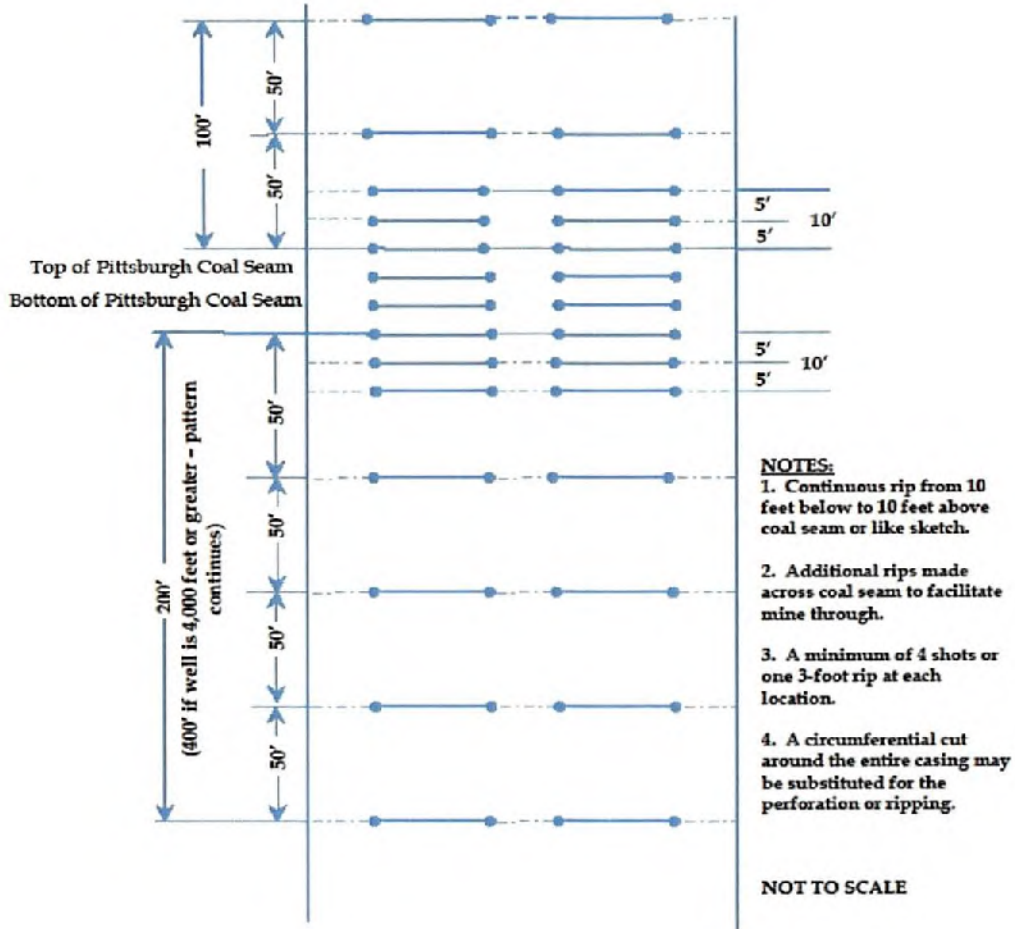 100'
50'
50'
5'
5'
10'
Top of Pittsburgh Coal Seam
Bottom of Pittsburgh Coal Seam
5'
5'
10'
200'
(400' if well is 4,000 feet or greater – pattern
continues)
50'
50'
50'
50'
NOTES:
1. Continuous rip from 10
feet below to 10 feet above
coal seam or like sketch.
2. Additional rips made
across coal seam to facilitate
mine through.
3. A minimum of 4 shots or
one 3-foot rip at each
location.
4. A circumferential cut
around the entire casing may
be substituted for the
perforation or ripping.
NOT TO SCALE